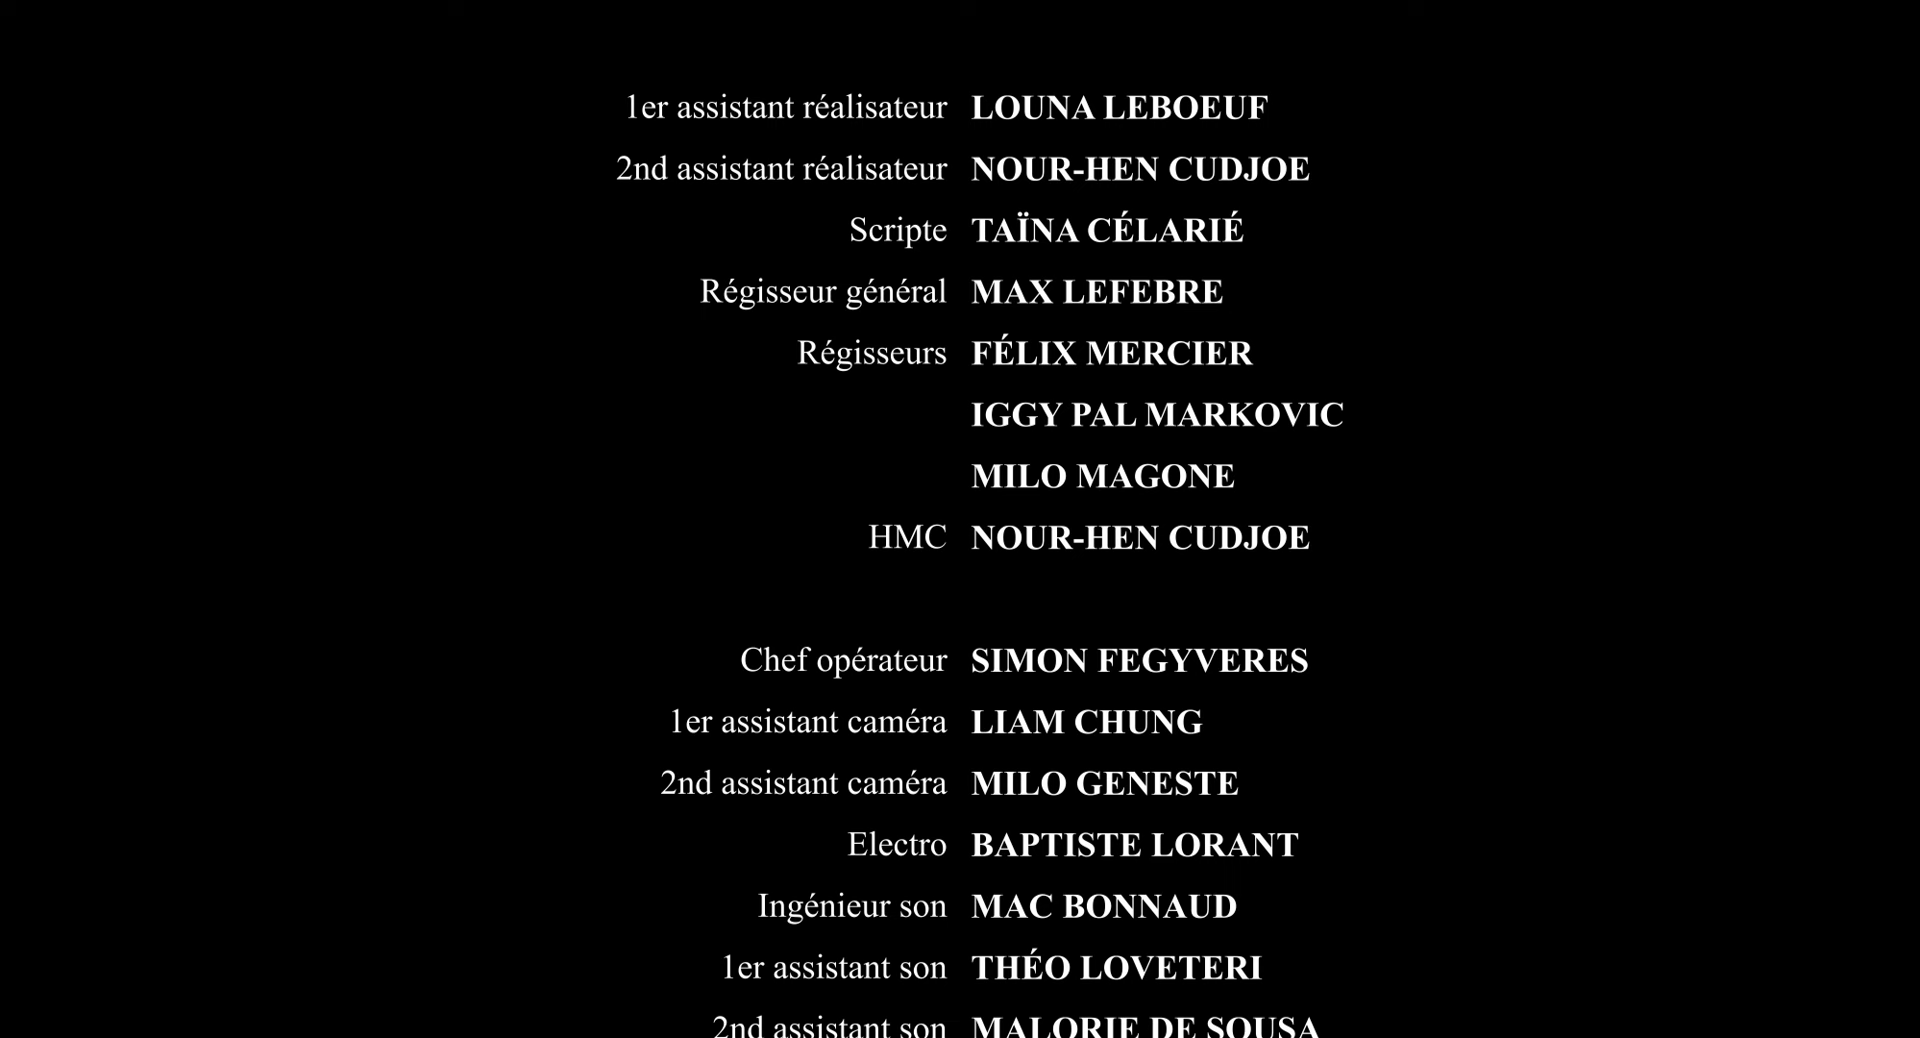 1er assistant réalisateur LOUNA LEBOEUF
2nd assistant réalisateur NOUR-HEN CUDJOE
Scripte TAÏNA CÉLARIÉ
Régisseur général MAX LEFEBRE
Régisseurs FÉLIX MERCIER
IGGY PAL MARKOVIC
MILO MAGONE
HMC NOUR-HEN CUDJOE
Chef opérateur SIMON FEGYVERES
1er assistant caméra LIAM CHUNG
2nd assistant caméra MILO GENESTE
Electro BAPTISTE LORANT
Ingénieur son MAC BONNAUD
1er assistant son THÉO LOVETERI
2nd assistant son MALORIE DE SOUSA